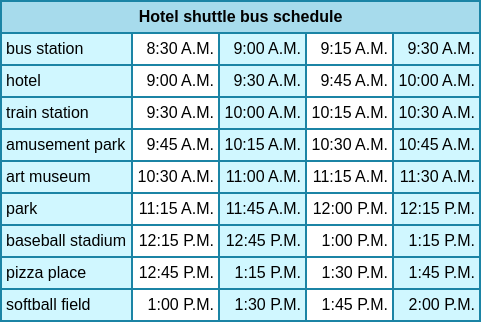 Hotel shuttle bus schedule
bus station 8:30 A.M. 9:00 A.M. 9:15 A.M. 9:30 A.M.
hotel 9:00 A.M. 9:30 A.M. 9:45 A.M. 10:00 A.M.
train station 9:30 A.M. 10:00 A.M. 10:15 A.M. 10:30 A.M.
amusement park 9:45 A.M. 10:15 A.M. 10:30 A.M. 10:45 A.M.
art museum 10:30 A.M. 11:00 A.M. 11:15 A.M. 11:30 A.M.
park 11:15 A.M. 11:45 A.M. 12:00 P.M. 12:15 P.M.
baseball stadium 12:15 P.M. 12:45 P.M. 1:00 P.M. 1:15 P.M.
pizza place 12:45 P.M. 1:15 P.M. 1:30 P.M. 1:45 P.M.
softball field 1:00 P.M. 1:30 P.M. 1:45 P.M. 2:00 P.M.